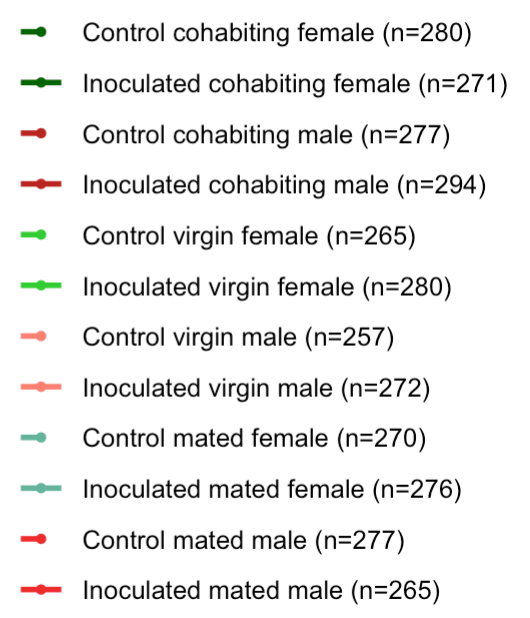 Control cohabiting female (n=280)
Inoculated cohabiting female (n=271)
Control cohabiting male (n=277)
Inoculated cohabiting male (n=294)
Control virgin female (n=265)
Inoculated virgin female (n=280)
Control virgin male (n=257)
Inoculated virgin male (n=272)
Control mated female (n=270)
Inoculated mated female (n=276)
Control mated male (n=277)
Inoculated mated male (n=265)